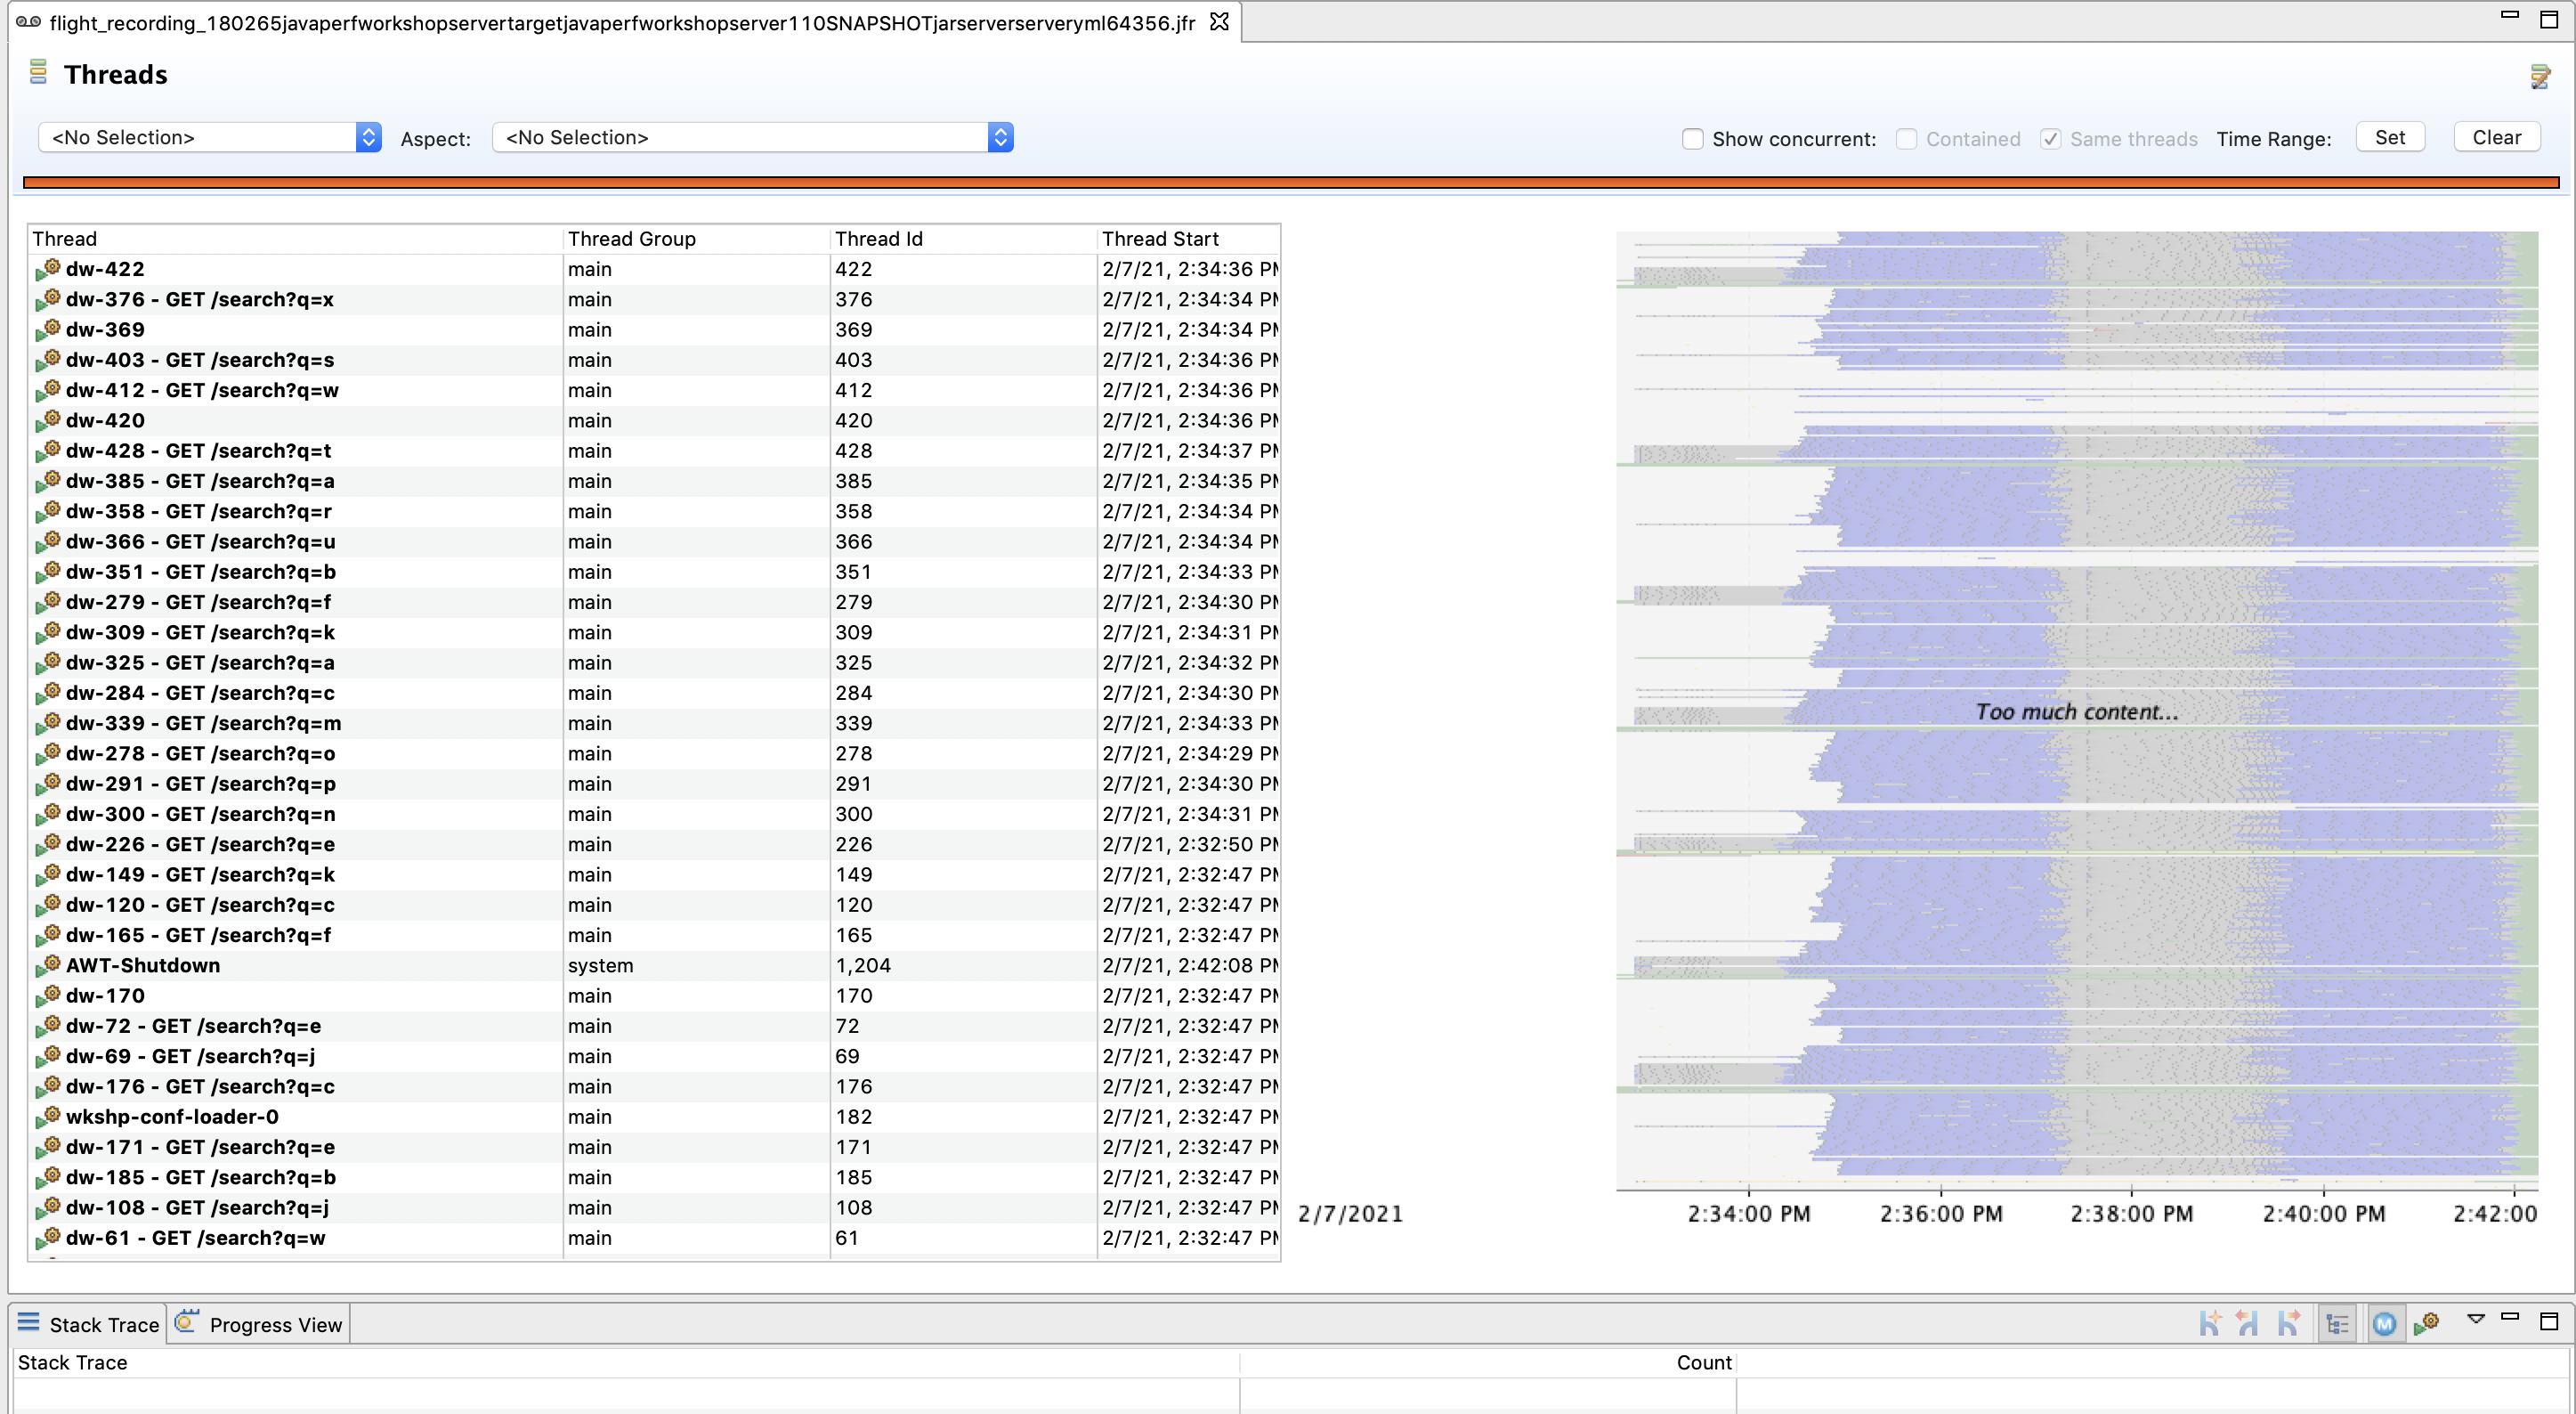 flight_recording_180265javaperfworkshopservertargetjavaperfworkshopserver110SNAPSHOTjarserverserveryml64356.jfr
Threads
<No Selection> Aspect: <No Selection> Show concurrent: Contained Same threads Time Range: Set Clear
Thread Thread Group Thread Id Thread Start
dw-422 main 422 2/7/21, 2:34:36 PM
dw-376 - GET /search?q=x main 376 2/7/21, 2:34:34 PM
dw-369 main 369 2/7/21, 2:34:34 PM
dw-403 - GET /search?q=s main 403 2/7/21, 2:34:36 PM
dw-412 - GET /search?q=w main 412 2/7/21, 2:34:36 PM
dw-420 main 420 2/7/21, 2:34:36 PM
dw-428 - GET /search?q=t main 428 2/7/21, 2:34:37 PM
dw-385 - GET /search?q=a main 385 2/7/21, 2:34:35 PM
dw-358 - GET /search?q=r main 358 2/7/21, 2:34:34 PM
dw-366 - GET /search?q=u main 366 2/7/21, 2:34:34 PM
dw-351 - GET /search?q=b main 351 2/7/21, 2:34:33 PM
dw-279 - GET /search?q=f main 279 2/7/21, 2:34:30 PM
dw-309 - GET /search?q=k main 309 2/7/21, 2:34:31 PM
dw-325 - GET /search?q=a main 325 2/7/21, 2:34:32 PM
dw-284 - GET /search?q=c main 284 2/7/21, 2:34:30 PM
dw-339 - GET /search?q=m main 339 2/7/21, 2:34:33 PM
Too much content...
dw-278 - GET /search?q=o main 278 2/7/21, 2:34:29 PM
dw-291 - GET /search?q=p main 291 2/7/21, 2:34:30 PM
dw-300 - GET /search?q=n main 300 2/7/21, 2:34:31 PM
dw-226 - GET /search?q=e main 226 2/7/21, 2:32:50 PM
dw-149 - GET /search?q=k main 149 2/7/21, 2:32:47 PM
dw-120 - GET /search?q=c main 120 2/7/21, 2:32:47 PM
dw-165 - GET /search?q=f main 165 2/7/21, 2:32:47 PM
AWT-Shutdown system 1,204 2/7/21, 2:42:08 PM
dw-170 main 170 2/7/21, 2:32:47 PM
dw-72 - GET /search?q=e main 72 2/7/21, 2:32:47 PM
dw-69 - GET /search?q=j main 69 2/7/21, 2:32:47 PM
dw-176 - GET /search?q=c main 176 2/7/21, 2:32:47 PM
wkshp-conf-loader-0 main 182 2/7/21, 2:32:47 PM
dw-171 - GET /search?q=e main 171 2/7/21, 2:32:47 PM
dw-185 - GET /search?q=b main 185 2/7/21, 2:32:47 PM
dw-108 - GET /search?q=j main 108 2/7/21, 2:32:47 PM
dw-61 - GET /search?q=w main 61 2/7/21, 2:32:47 PM
2/7/2021 2:34:00 PM 2:36:00 PM 2:38:00 PM 2:40:00 PM 2:42:00
Stack Trace Progress View
M
Stack Trace Count